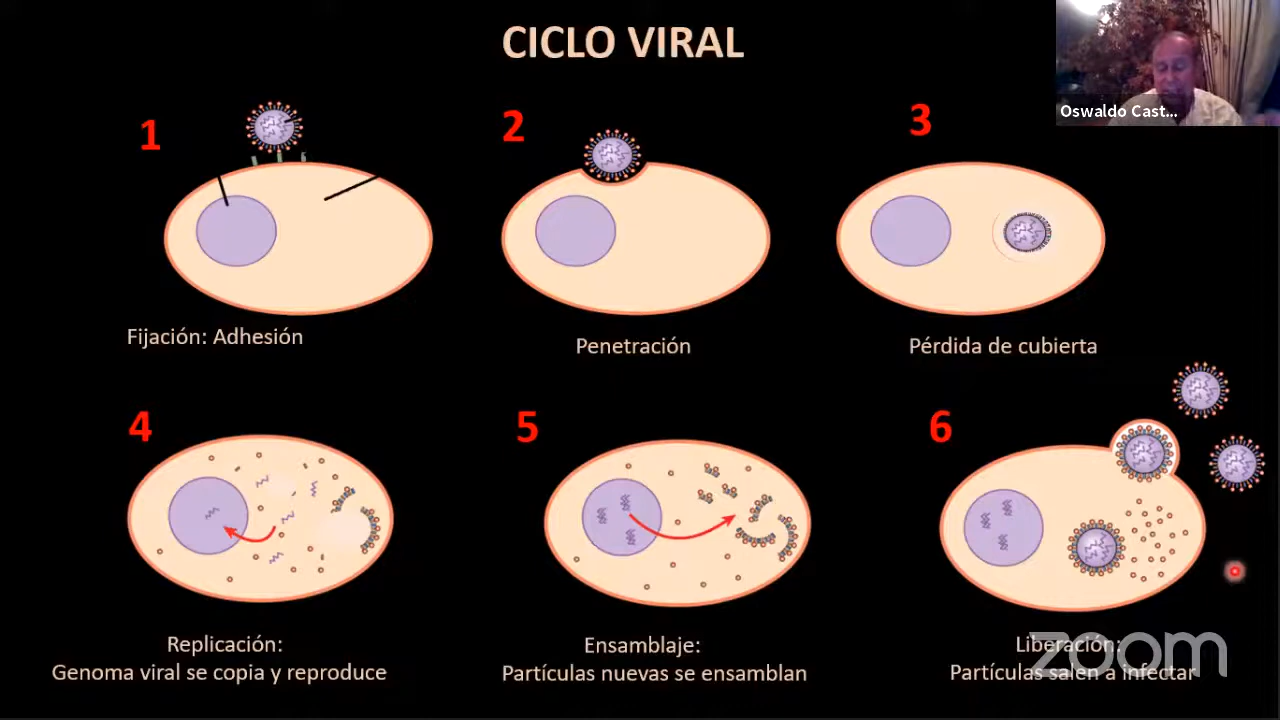 CICLO VIRAL
Oswaldo Cast...
1
2
3
Fijación: Adhesión
Penetración
Pérdida de cubierta
4
5
6
Replicación:
Genoma viral se copia y reproduce
Ensamblaje:
Partículas nuevas se ensamblan
Liberación:
Partículas salen a infectar
zoom